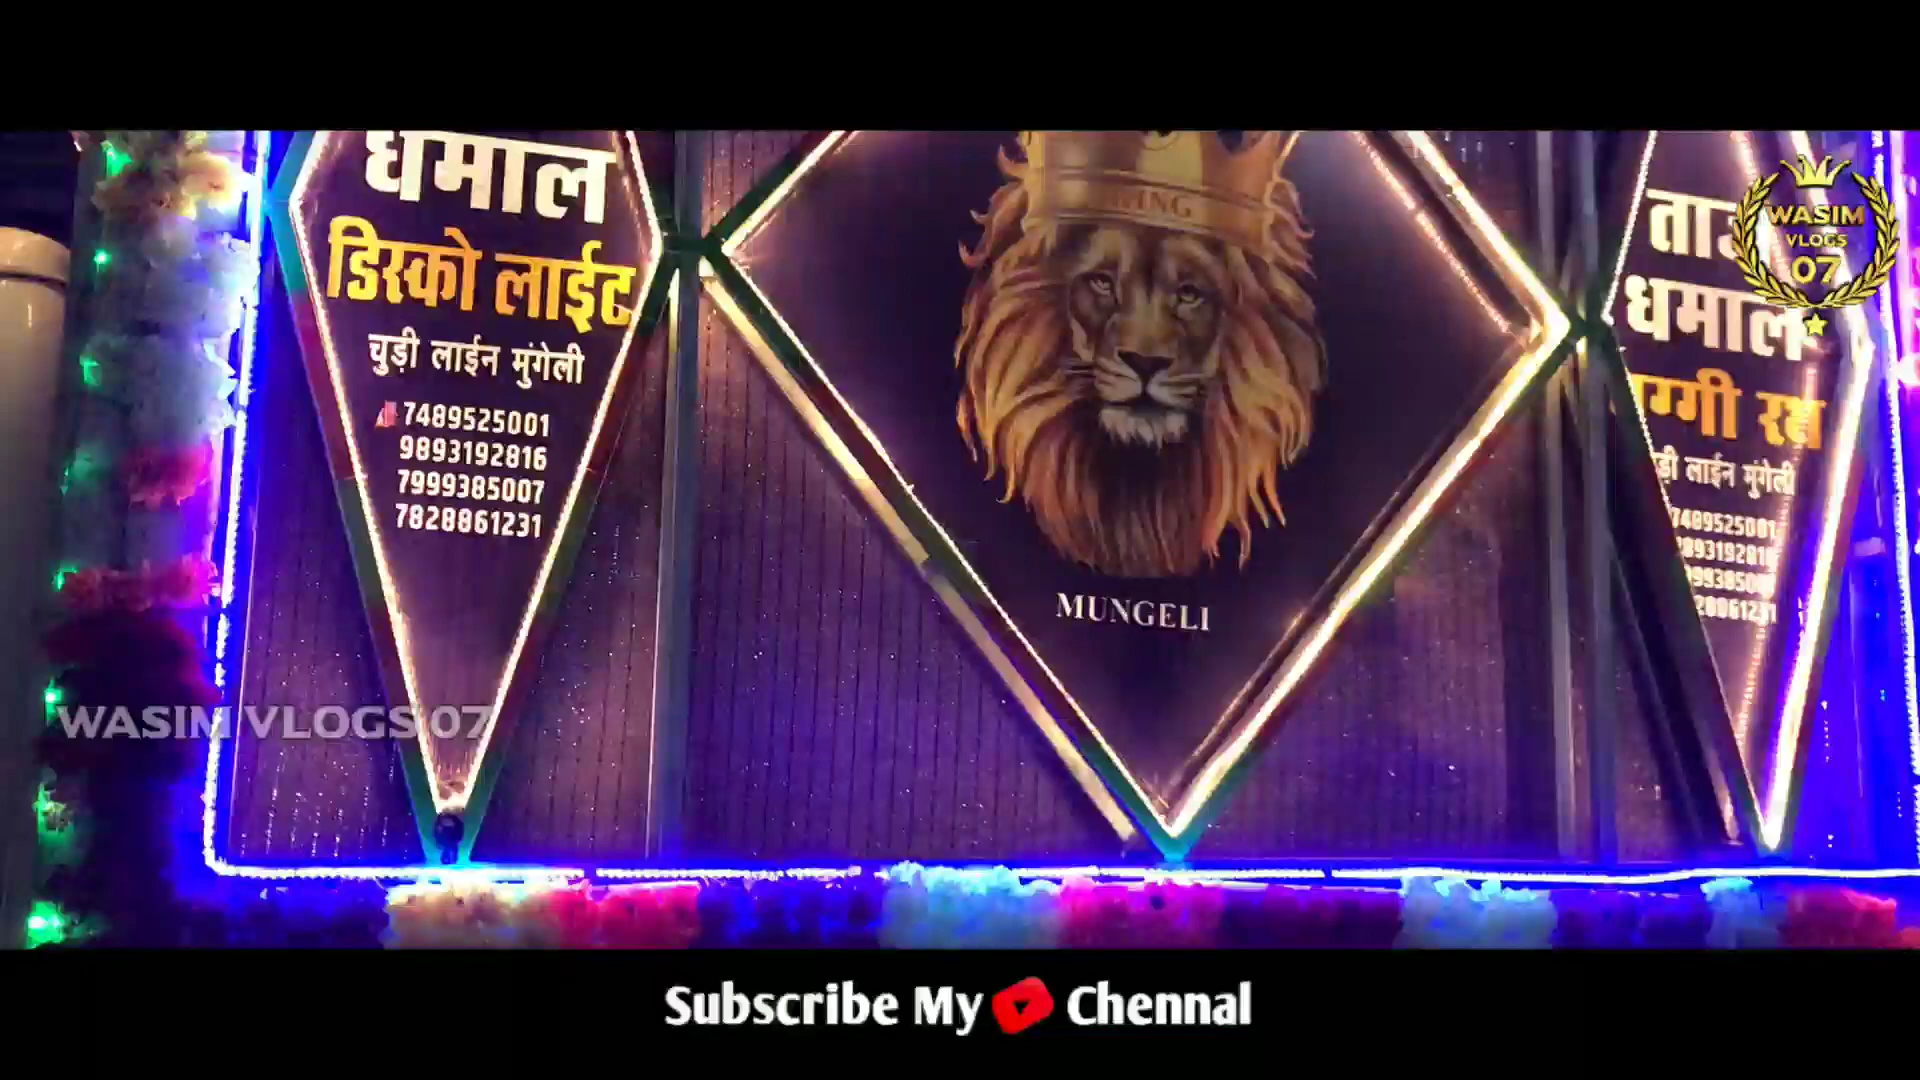 धमाल
डिस्को लाईट
चुड़ी लाईन मुंगेली
7489525001
9893192816
7999385007
7828861231
KING
MUNGELI
धमाल
लाईन मुंगेली
WASIM
VLOGS
07
WASIM VLOGS 07
Subscribe My Chennal